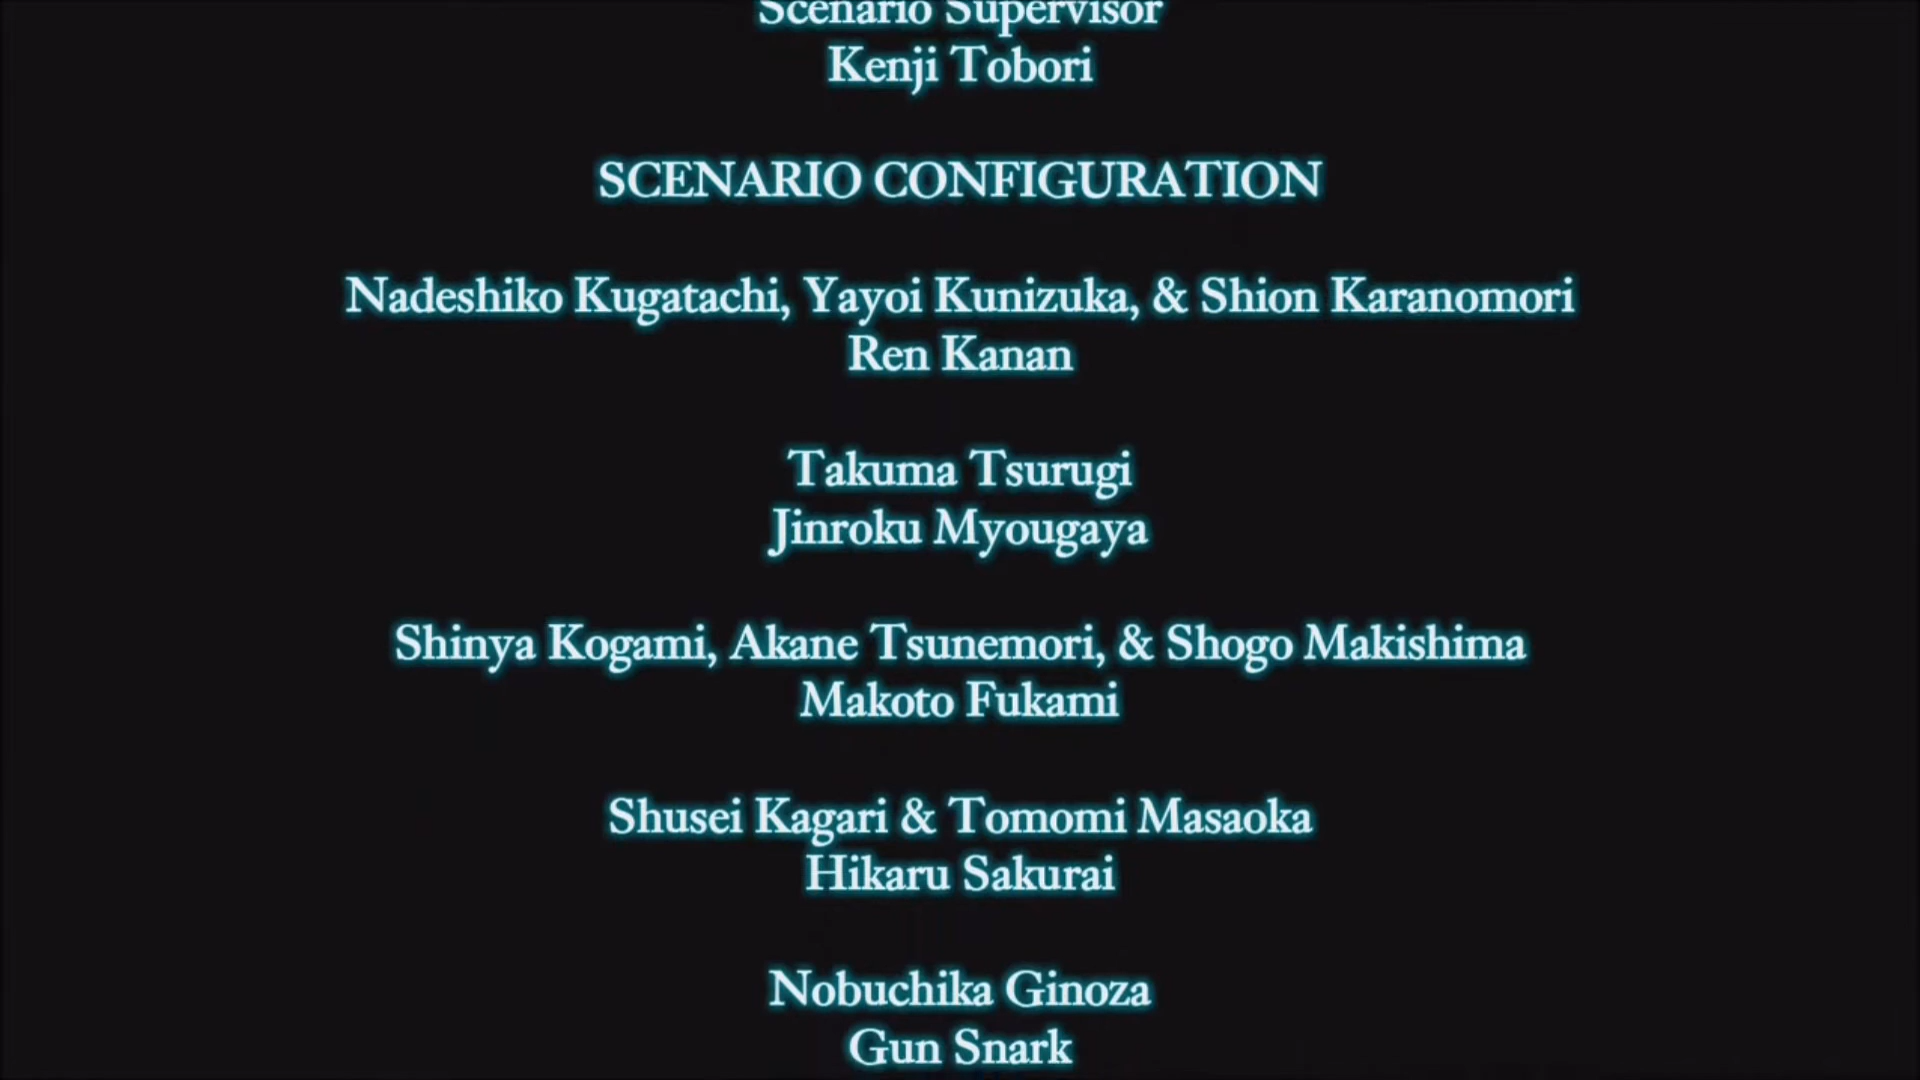 Scenario Supervisor
Kenji Tobori
SCENARIO CONFIGURATION
Nadeshiko Kugatachi, Yayoi Kunizuka, & Shion Karanomori
Ren Kanan
Takuma Tsurugi
Jinroku Myougaya
Shinya Kogami, Akane Tsunemori, & Shogo Makishima
Makoto Fukami
Shusei Kagari & Tomomi Masaoka
Hikaru Sakurai
Nobuchika Ginoza
Gun Snark